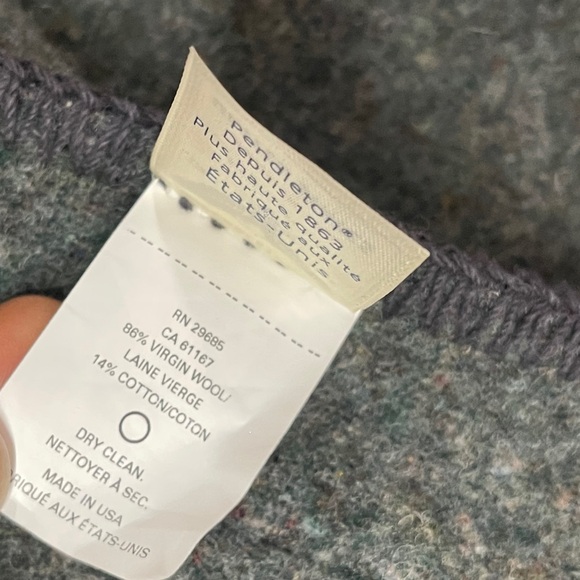 Pendleton®
Depuis 1863
Plus haute qualité
Fabriqué aux
États-Unis
RN 29685
CA 61167
86% VIRGIN WOOL/
LAINE VIERGE
14% COTTON/COTON
DRY CLEAN.
NETTOYER À SEC.
MADE IN USA
RIQUÉ AUX ÉTATS-UNIS